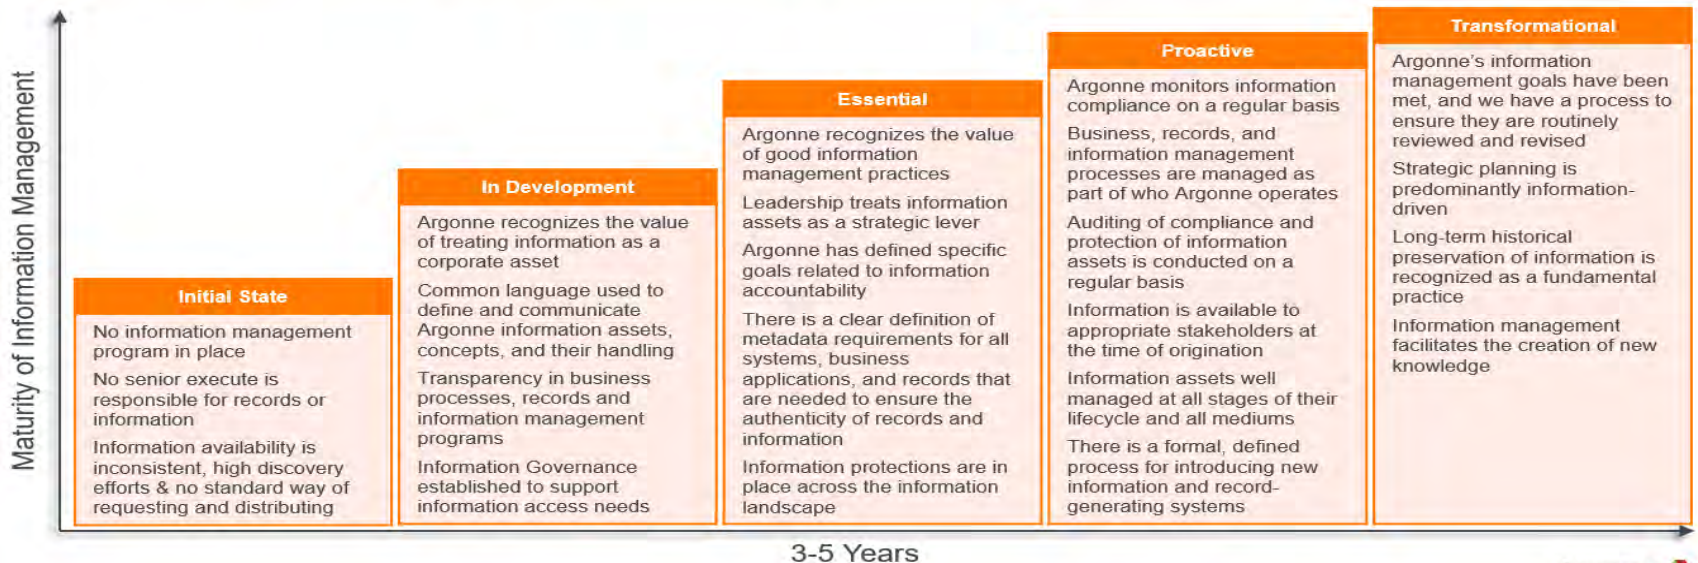 Maturity of Information Management
Initial State
No information management
program in place
No senior execute is
responsible for records or
information
Information availability is
inconsistent, high discovery
efforts & no standard way of
requesting and distributing
In Development
Argonne recognizes the value
of treating information as a
corporate asset
Common language used to
define and communicate
Argonne information assets,
concepts, and their handling
Transparency in business
processes, records and
information management
programs
Information Governance
established to support
information access needs
Essential
Argonne recognizes the value
of good information
management practices
Leadership treats information
assets as a strategic lever
Argonne has defined specific
goals related to information
accountability
There is a clear definition of
metadata requirements for all
systems, business
applications, and records that
are needed to ensure the
authenticity of records and
information
Information protections are in
place across the information
landscape
Proactive
Argonne monitors information
compliance on a regular basis
Business, records, and
information management
processes are managed as
part of who Argonne operates
Auditing of compliance and
protection of information
assets is conducted on a
regular basis
Information is available to
appropriate stakeholders at
the time of origination
Information assets well
managed at all stages of their
lifecycle and all mediums
There is a formal, defined
process for introducing new
information and record-
generating systems
Transformational
Argonne's information
management goals have been
met, and we have a process to
ensure they are routinely
reviewed and revised
Strategic planning is
predominantly information-
driven
Long-term historical
preservation of information is
recognized as a fundamental
practice
Information management
facilitates the creation of new
knowledge
3-5 Years